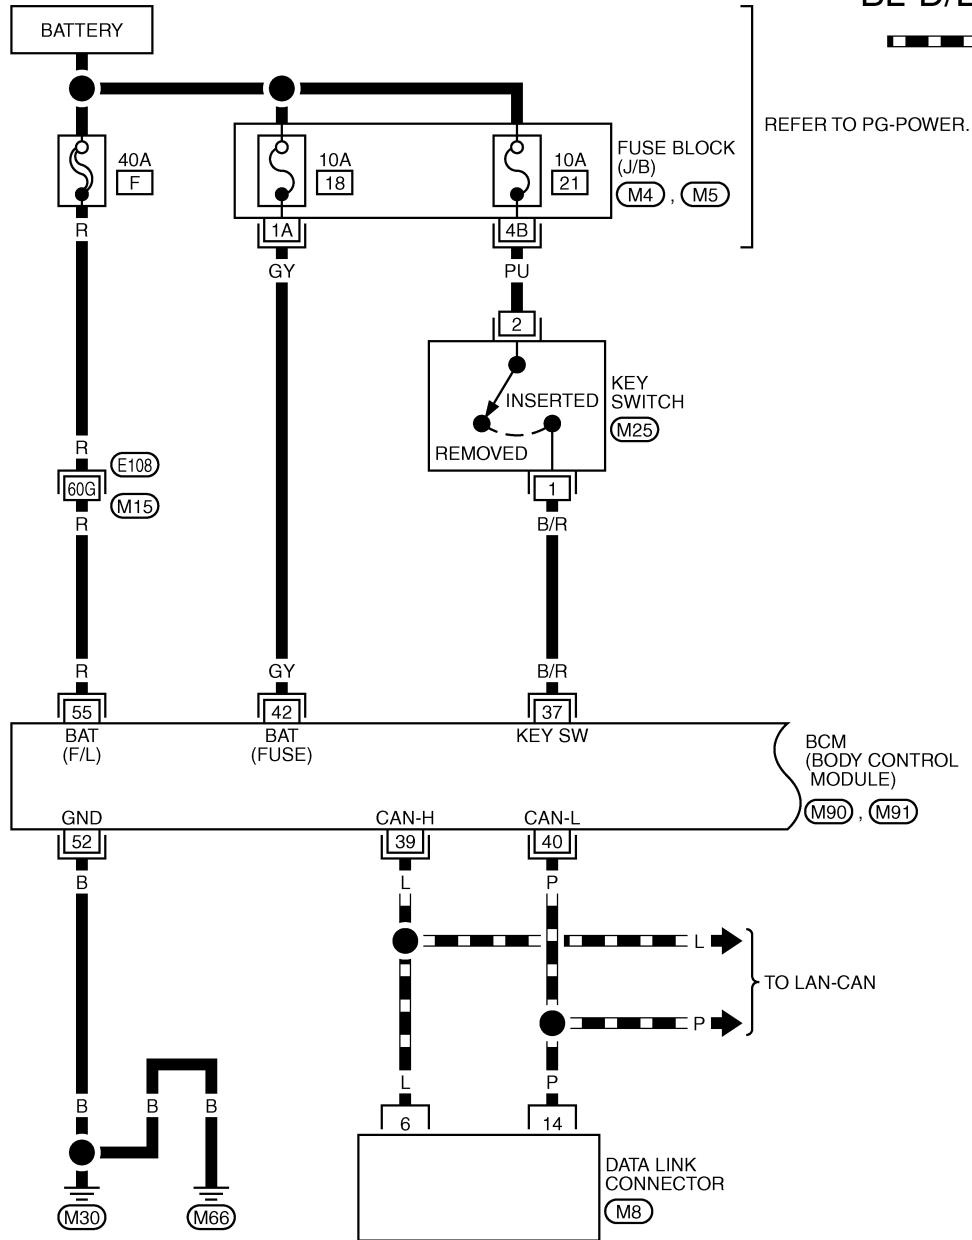 BATTERY
REFER TO PG-POWER.
40A
F
10A
18
10A
21
FUSE BLOCK
(J/B)
M4 , M5
R
1A
4B
GY
PU
2
KEY
SWITCH
M25
INSERTED
REMOVED
R
E108
60G
M15
R
1
B/R
R
GY
B/R
55
42
37
BAT
(F/L)
BAT
(FUSE)
KEY SW
BCM
(BODY CONTROL
MODULE)
M90 , M91
GND
CAN-H
CAN-L
52
39
40
B
L
P
L
TO LAN-CAN
P
L
P
B
B
B
6
14
DATA LINK
CONNECTOR
M8
M30
M66